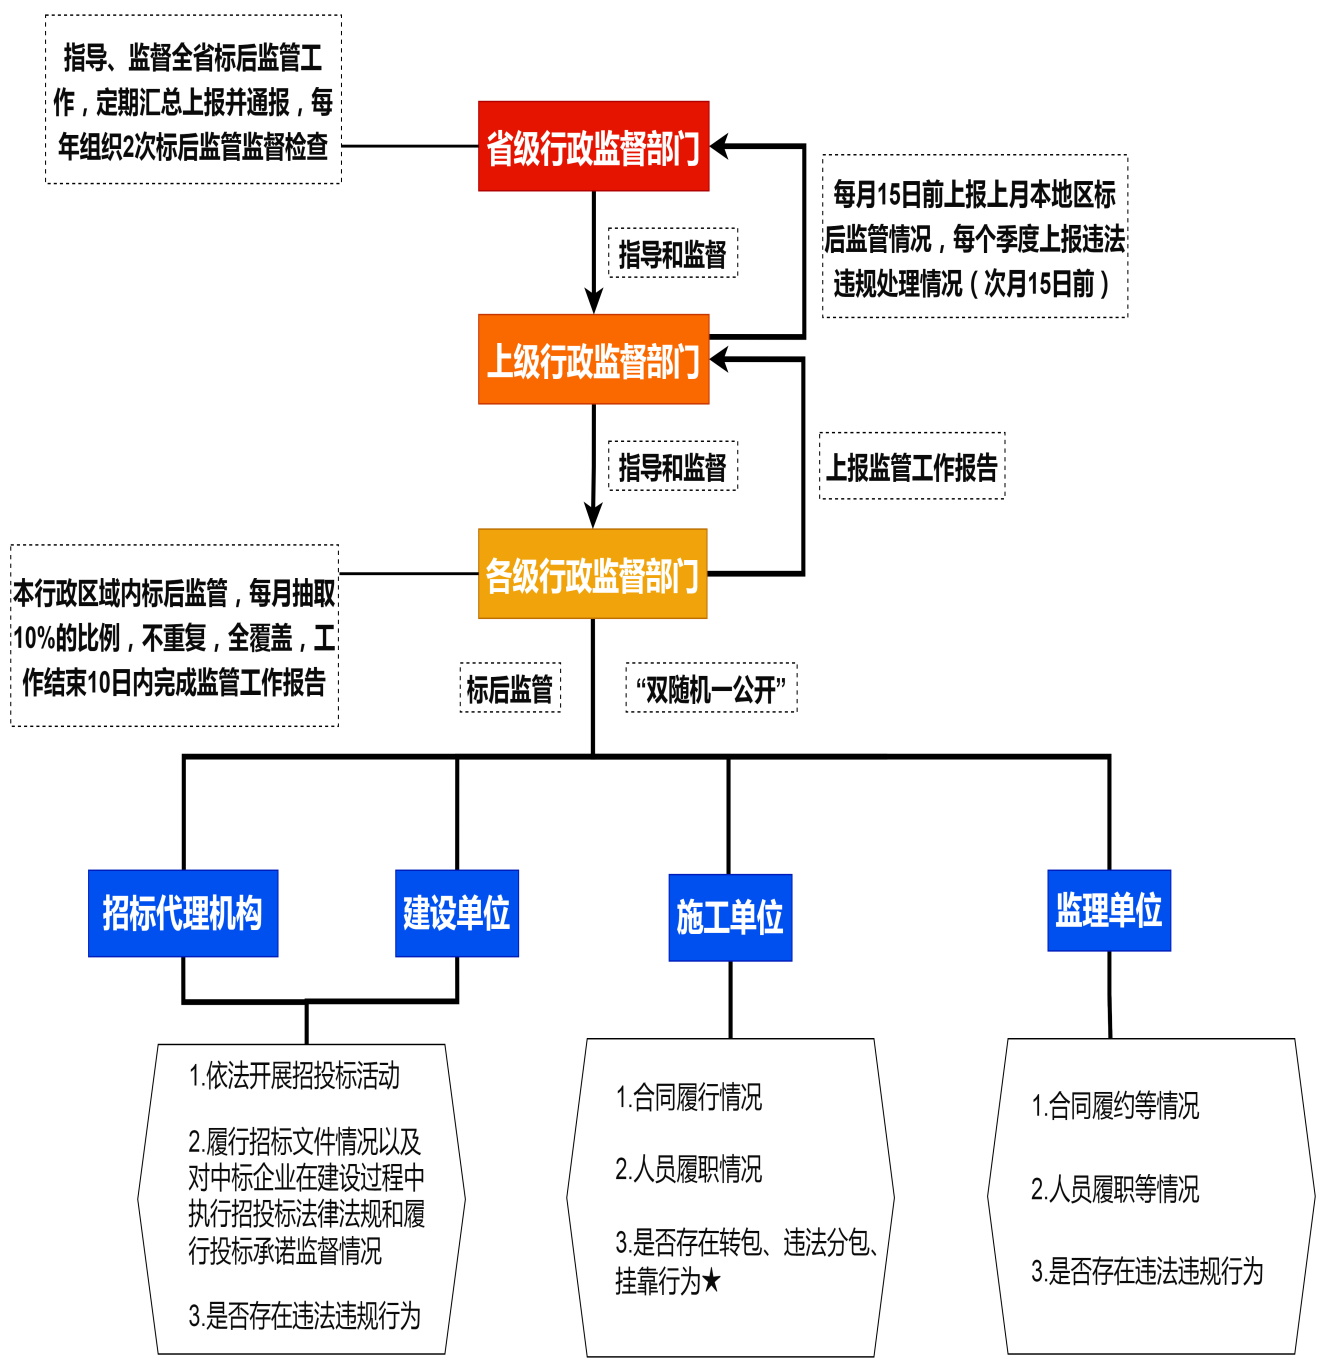 指导、监督全省标后监管工
作，定期汇总上报并通报，每
年组织2次标后监管监督检查
省级行政监督部门
每月15日前上报上月本地区标
后监管情况，每个季度上报违法
违规处理情况（次月15日前）
指导和监督
上级行政监督部门
指导和监督
上报监管工作报告
各级行政监督部门
本行政区域内标后监管，每月抽取
10%的比例，不重复，全覆盖，工
作结束10日内完成监管工作报告
标后监管
“双随机一公开”
招标代理机构
建设单位
施工单位
监理单位
1.依法开展招投标活动
2.履行招标文件情况以及
对中标企业在建设过程中
执行招投标法律法规和履
行投标承诺监督情况
3.是否存在违法违规行为
1.合同履行情况
2.人员履职情况
3.是否存在转包、违法分包、
挂靠行为★
1.合同履约等情况
2.人员履职等情况
3.是否存在违法违规行为